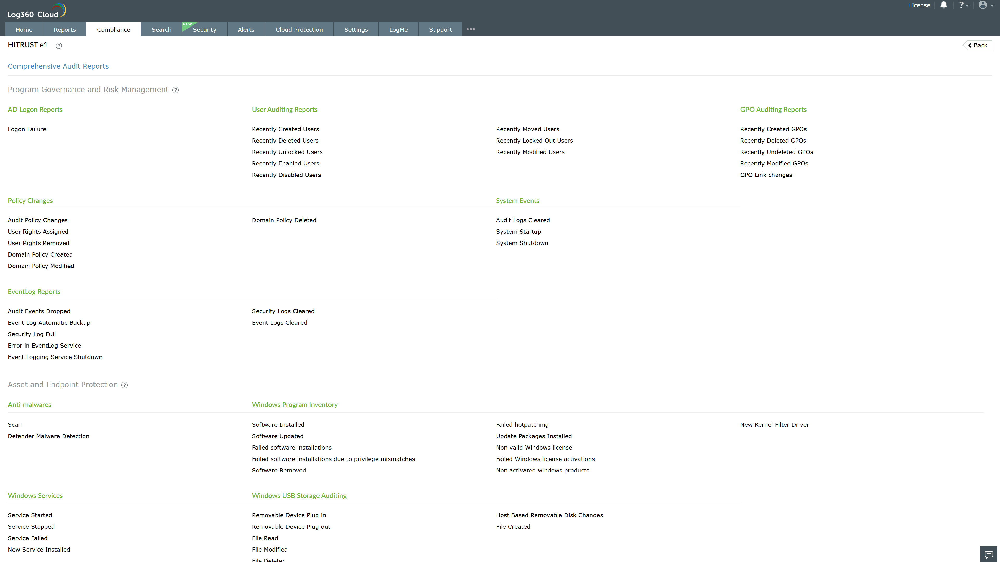 Log360 Cloud
License
?
Home
Reports
Compliance
Search
NEW
Security
Alerts
Cloud Protection
Settings
LogMe
Support
HITRUST e1 ?
Back
Comprehensive Audit Reports
Program Governance and Risk Management ?
AD Logon Reports
Logon Failure
User Auditing Reports
Recently Created Users
Recently Deleted Users
Recently Unlocked Users
Recently Enabled Users
Recently Disabled Users
Recently Moved Users
Recently Locked Out Users
Recently Modified Users
GPO Auditing Reports
Recently Created GPOs
Recently Deleted GPOs
Recently Undeleted GPOs
Recently Modified GPOs
GPO Link changes
Policy Changes
Audit Policy Changes
User Rights Assigned
User Rights Removed
Domain Policy Created
Domain Policy Modified
Domain Policy Deleted
System Events
Audit Logs Cleared
System Startup
System Shutdown
EventLog Reports
Audit Events Dropped
Event Log Automatic Backup
Security Log Full
Error in EventLog Service
Event Logging Service Shutdown
Security Logs Cleared
Event Logs Cleared
Asset and Endpoint Protection ?
Anti-malwares
Scan
Defender Malware Detection
Windows Program Inventory
Software Installed
Software Updated
Failed software installations
Failed software installations due to privilege mismatches
Software Removed
Failed hotpatching
Update Packages Installed
Non valid Windows license
Failed Windows license activations
Non activated windows products
New Kernel Filter Driver
Windows Services
Service Started
Service Stopped
Service Failed
New Service Installed
Windows USB Storage Auditing
Removable Device Plug in
Removable Device Plug out
File Read
File Modified
File Deleted
Host Based Removable Disk Changes
File Created